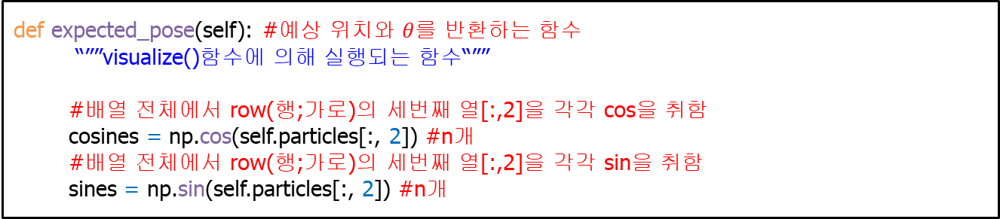 def expected_pose(self): #예상 위치와 𝜃를 반환하는 함수
“””visualize()함수에 의해 실행되는 함수“””
#배열 전체에서 row(행;가로)의 세번째 열[:,2]을 각각 cos을 취함
cosines = np.cos(self.particles[:, 2]) #n개
#배열 전체에서 row(행;가로)의 세번째 열[:,2]을 각각 sin을 취함
sines = np.sin(self.particles[:, 2]) #n개